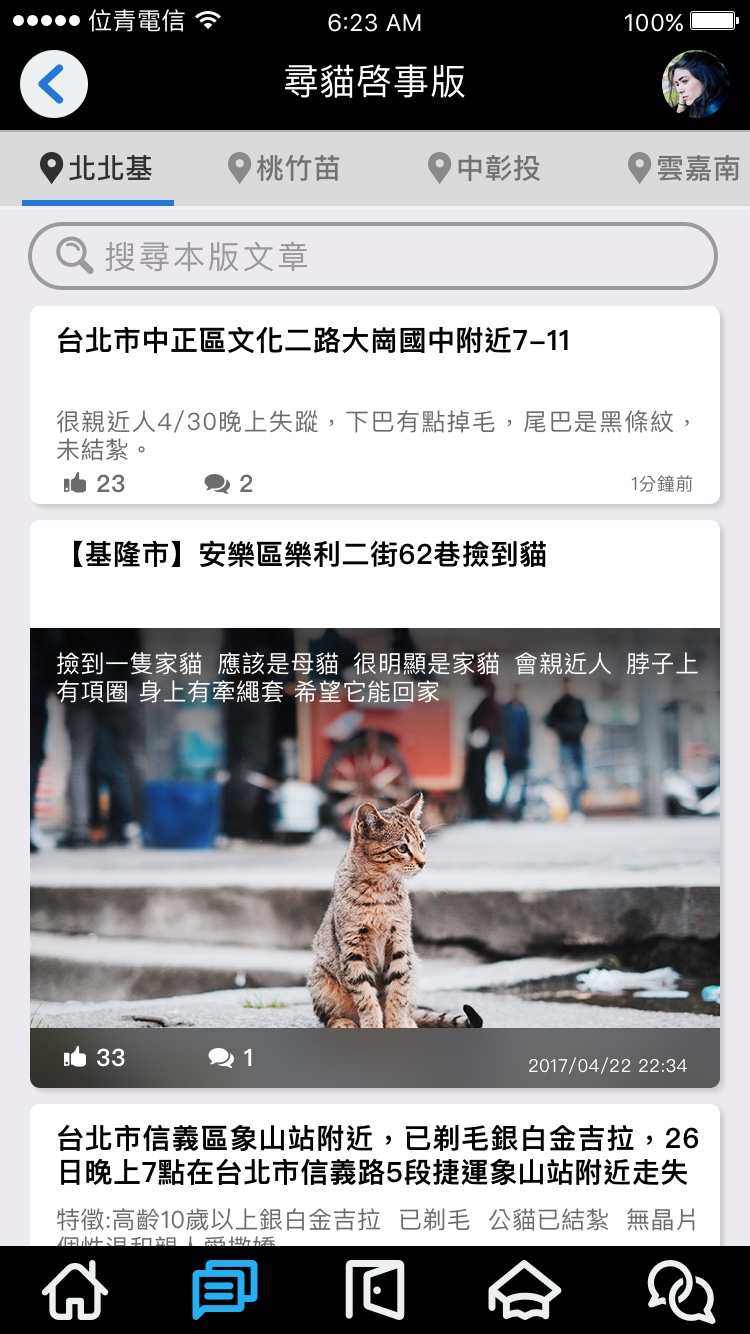 位青電信 6:23 AM 100%
尋貓啓事版
北北基 桃竹苗 中彰投 雲嘉南
搜尋本版文章
台北市中正區文化二路大崗國中附近7–11
很親近人4/30晚上失蹤，下巴有點掉毛，尾巴是黑條紋，
未結紮。
23 2 1分鐘前
【基隆市】安樂區樂利二街62巷撿到貓
撿到一隻家貓 應該是母貓 很明顯是家貓 會親近人 脖子上
有項圈 身上有牽繩套 希望它能回家
33 1 2017/04/22 22:34
台北市信義區象山站附近，已剃毛銀白金吉拉，26
日晚上7點在台北市信義路5段捷運象山站附近走失
特徵:高齡10歲以上銀白金吉拉 已剃毛 公貓已結紮 無晶片